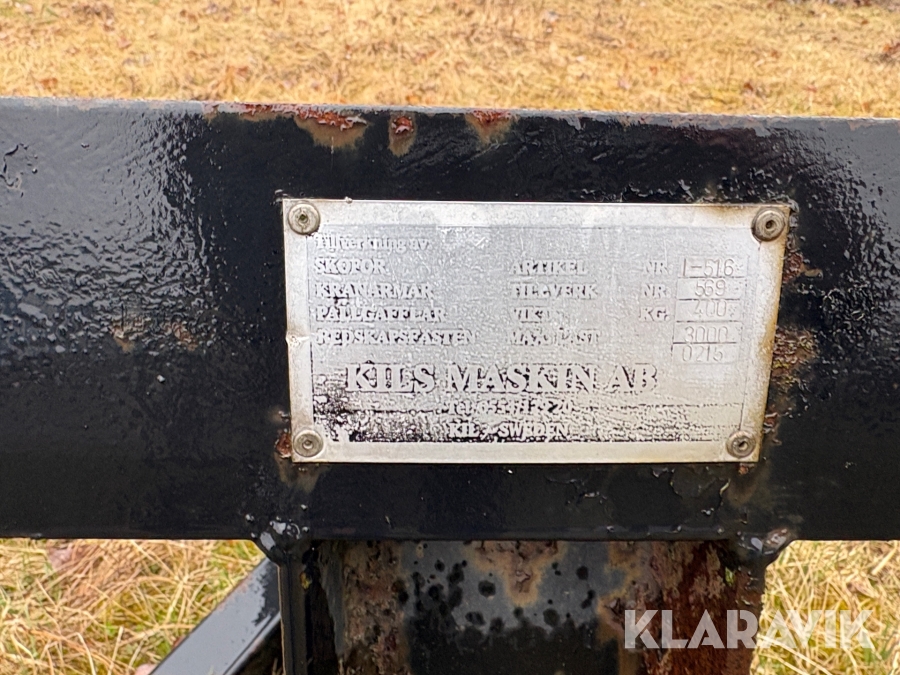 Tillverkning av:
SKOPOR ARTIKEL NR. 1-516
KRANARMAR TILLVERK NR. 569
PALLGAFFLAR VIKT KG. 400
REDSKAPSFÄSTEN MAX LAST 3000
0215
KILS MASKIN AB
KIL - SWEDEN
KLARAVIK